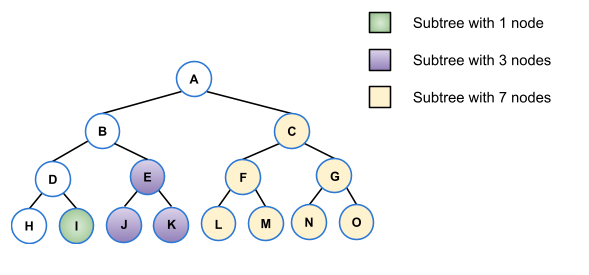 Subtree with 1 node
Subtree with 3 nodes
Subtree with 7 nodes
A
B C
D E F G
H I J K L M N O